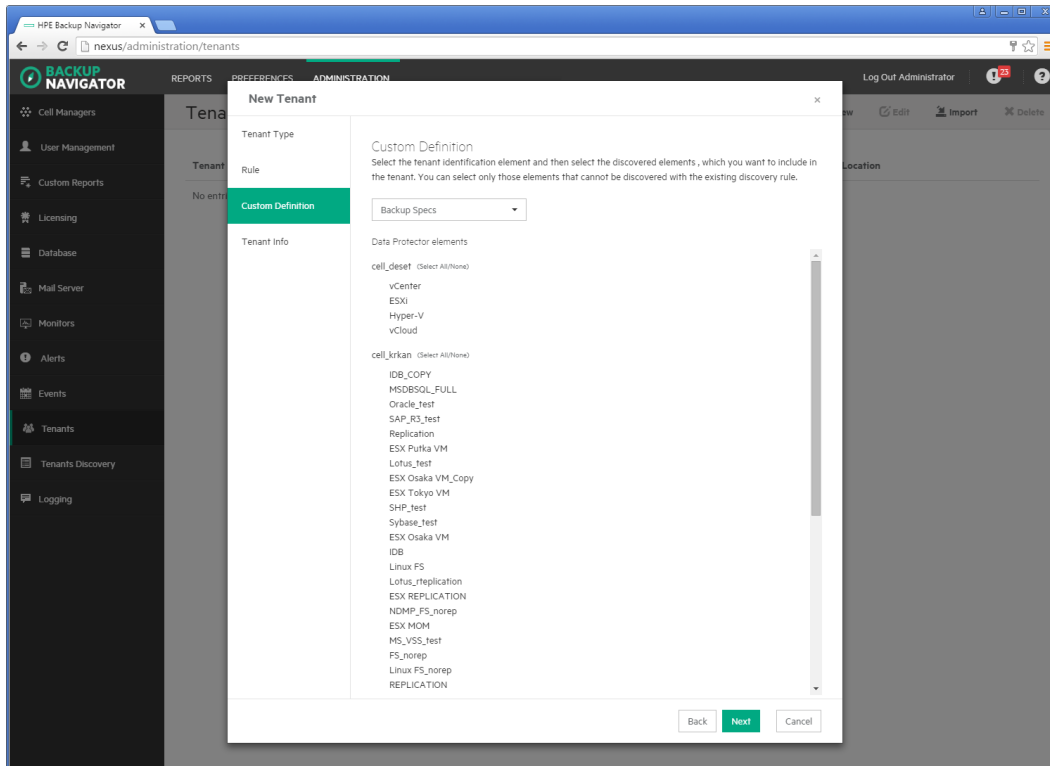 HPE Backup Navigator
nexus/administration/tenants
BACKUP NAVIGATOR
REPORTS
PREFERENCES
ADMINISTRATION
Log Out Administrator
23
Cell Managers
User Management
Custom Reports
Licensing
Database
Mail Server
Monitors
Alerts
Events
Tenants
Tenants Discovery
Logging
Edit
Import
Delete
Tenant
Location
New Tenant
Tenant Type
Rule
Custom Definition
Tenant Info
Custom Definition
Select the tenant identification element and then select the discovered elements , which you want to include in
the tenant. You can select only those elements that cannot be discovered with the existing discovery rule.
Backup Specs
Data Protector elements
cell_deset (Select All/None)
vCenter
ESXi
Hyper-V
vCloud
cell_krkan (Select All/None)
IDB_COPY
MSDBSQL_FULL
Oracle_test
SAP_R3_test
Replication
ESX Putka VM
Lotus_test
ESX Osaka VM_Copy
ESX Tokyo VM
SHP_test
Sybase_test
ESX Osaka VM
IDB
Linux FS
Lotus_rteplication
ESX REPLICATION
NDMP_FS_norep
ESX MOM
MS_VSS_test
FS_norep
Linux FS_norep
REPLICATION
Back
Next
Cancel